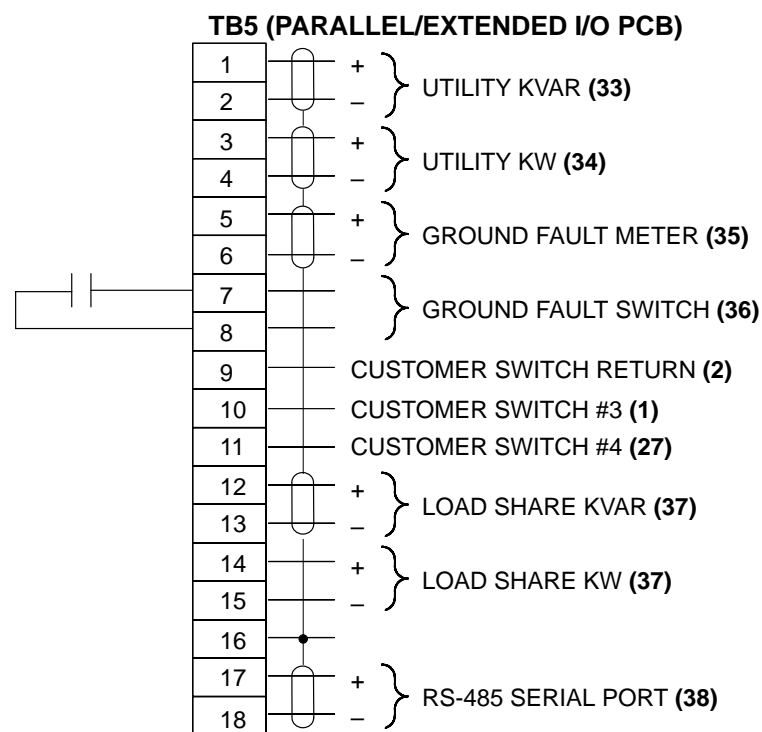 TB5 (PARALLEL/EXTENDED I/O PCB)
1 +
UTILITY KVAR (33)
2 –
3 +
UTILITY KW (34)
4 –
5 +
GROUND FAULT METER (35)
6 –
7
GROUND FAULT SWITCH (36)
8
9 CUSTOMER SWITCH RETURN (2)
10 CUSTOMER SWITCH #3 (1)
11 CUSTOMER SWITCH #4 (27)
12 +
LOAD SHARE KVAR (37)
13 –
14 +
LOAD SHARE KW (37)
15 –
16
17 +
RS-485 SERIAL PORT (38)
18 –